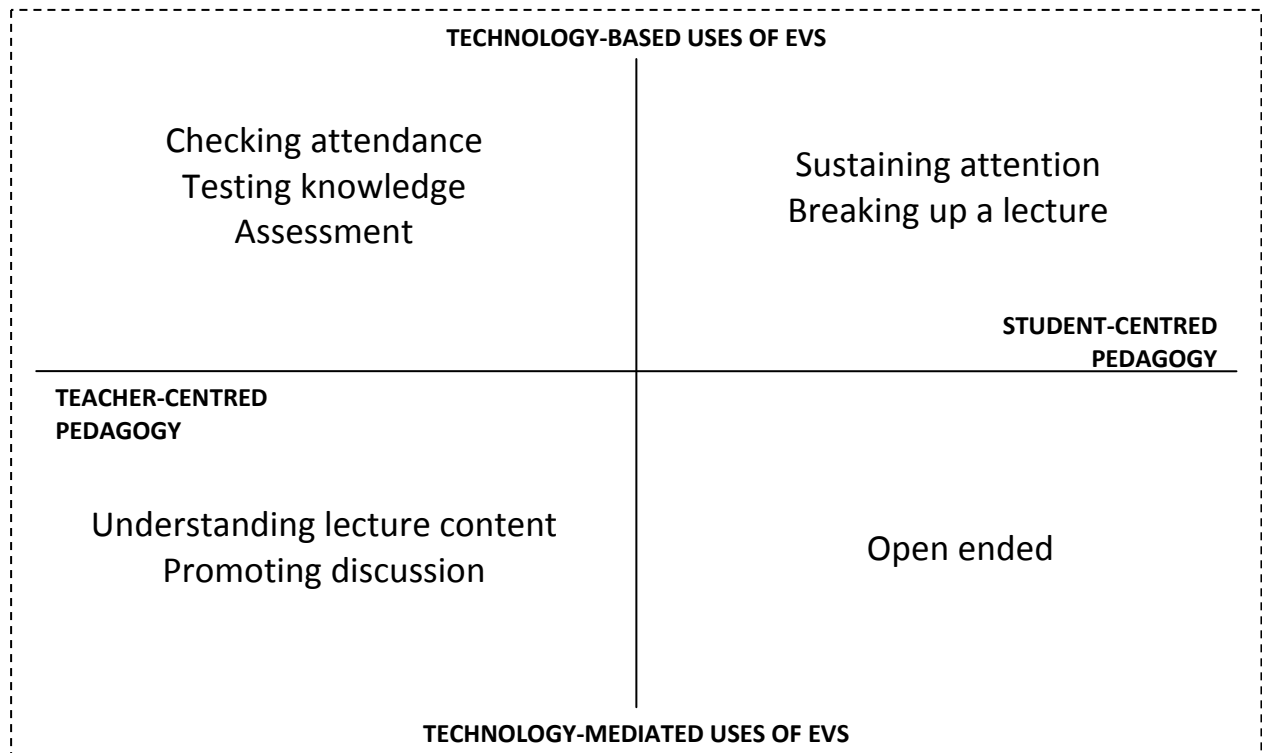 TECHNOLOGY-BASED USES OF EVS
Checking attendance
Testing knowledge
Assessment
Sustaining attention
Breaking up a lecture
STUDENT-CENTRED
PEDAGOGY
TEACHER-CENTRED
PEDAGOGY
Understanding lecture content
Promoting discussion
Open ended
TECHNOLOGY-MEDIATED USES OF EVS